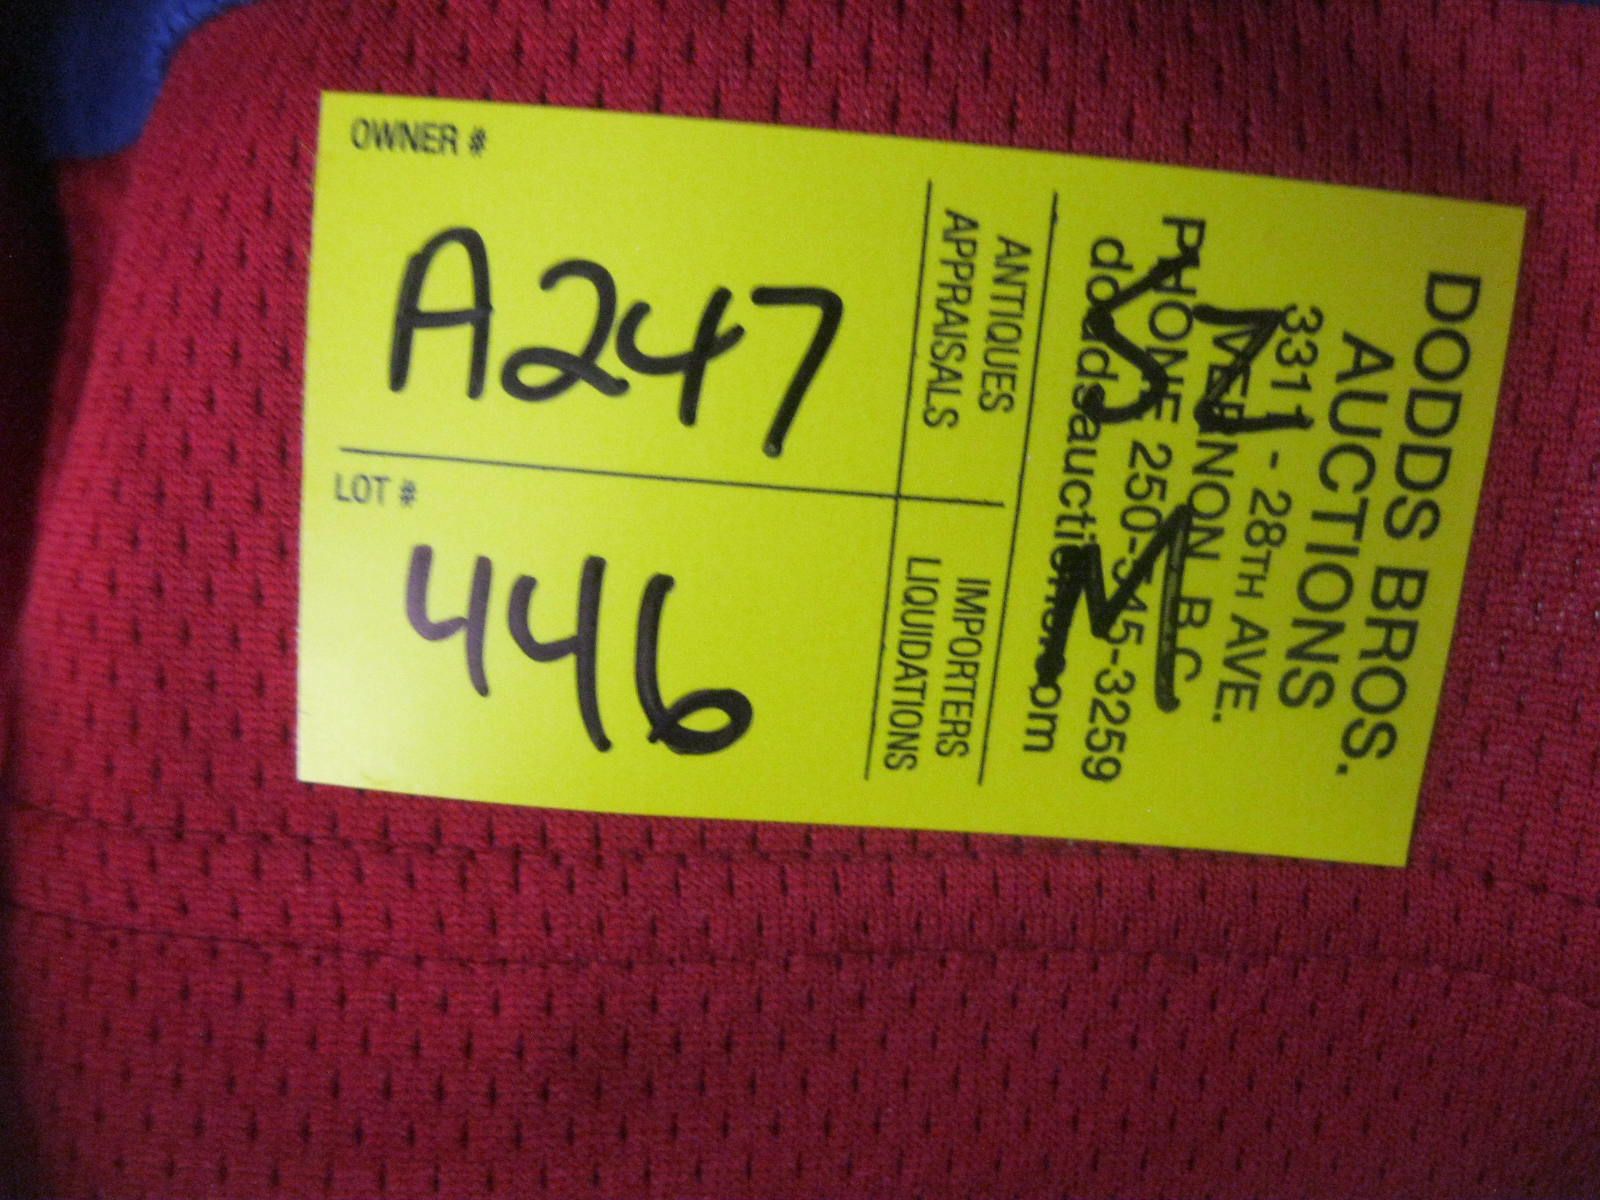 DODDS BROS.
AUCTIONS
3311 - 28TH AVE.
VERNON B.C.
PHONE 250-545-3259
doddsauctions.com
ANTIQUES
APPRAISALS
IMPORTERS
LIQUIDATIONS
OWNER #
A247
LOT #
446